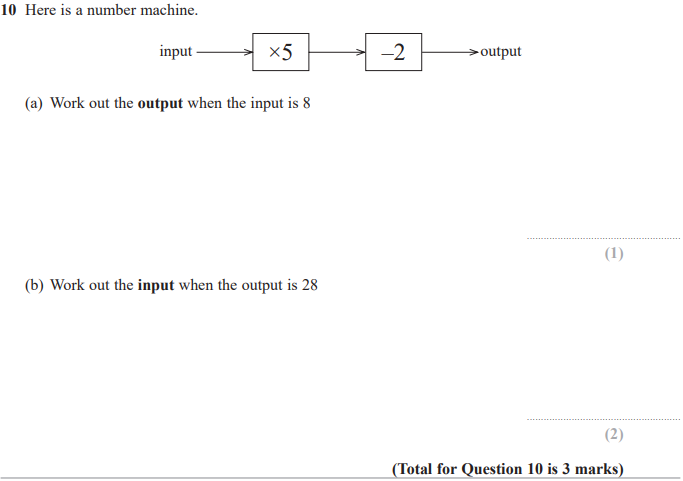 10 Here is a number machine.
input ×5 –2 output
(a) Work out the output when the input is 8
(1)
(b) Work out the input when the output is 28
(2)
(Total for Question 10 is 3 marks)